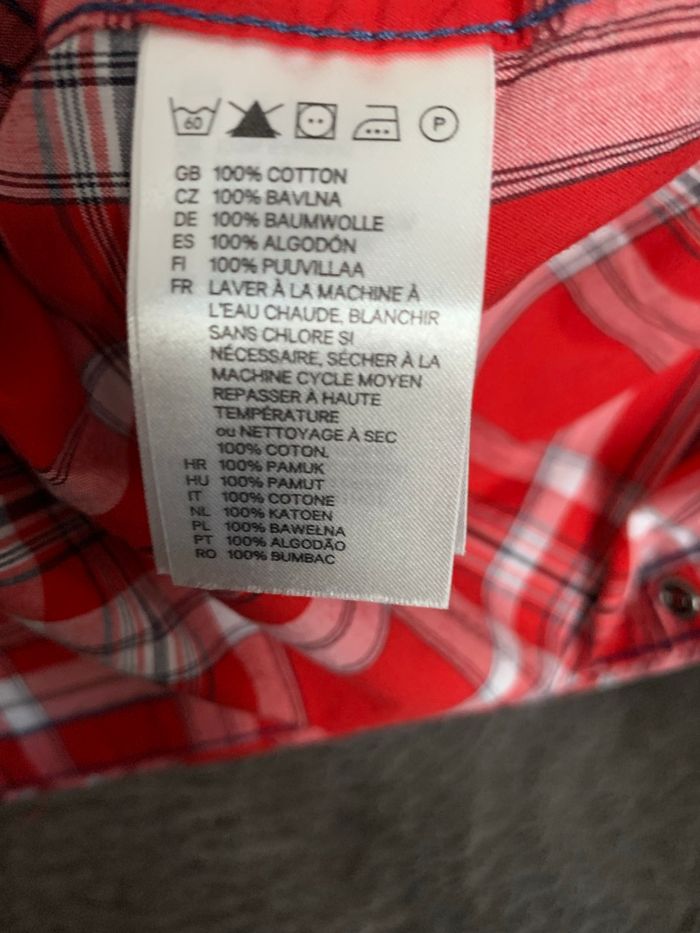 60 P
GB 100% COTTON
CZ 100% BAVLNA
DE 100% BAUMWOLLE
ES 100% ALGODÓN
FI 100% PUUVILLAA
FR LAVER À LA MACHINE À
L'EAU CHAUDE, BLANCHIR
SANS CHLORE SI
NÉCESSAIRE, SÉCHER À LA
MACHINE CYCLE MOYEN
REPASSER À HAUTE
TEMPÉRATURE
ou NETTOYAGE À SEC
100% COTON.
HR 100% PAMUK
HU 100% PAMUT
IT 100% COTONE
NL 100% KATOEN
PL 100% BAWEŁNA
PT 100% ALGODÃO
RO 100% BUMBAC